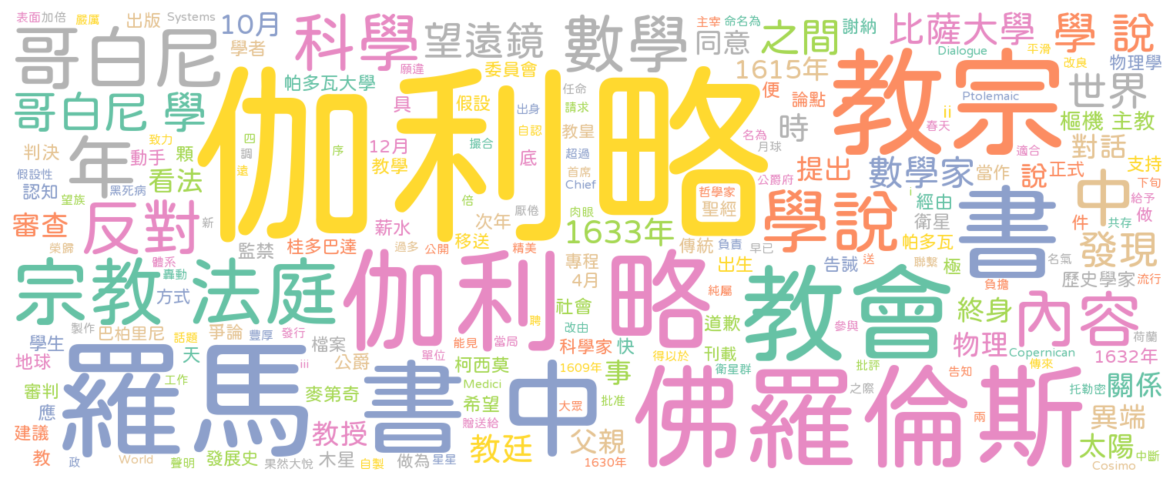 表面 加倍 嚴厲 出版 Systems 10月 科學 望遠鏡 數學 主宰 命名為 謝納 比薩大學 學 說
哥白尼 學者 同意 之間 Dialogue 平滑 改良 物理學
帕多瓦大學 願違 委員會 1615年 教宗 Ptolemaic 世界
哥白尼 學 伽利略 具 假設 出身 任命 請求 便 論點 ii 春天 樞機 主教
判決 年 動手 顆 四 調 遠 致力 序 12月 教學 撮合 自認 底 教皇 超過 時 名為 月球 適合 對話
假設性 認知 看法 黑死病 倍 首席 Chief 哲學家 公爵府 提出 數學家 當作 說 正式 支持
望族 審查 反對 新 薪水 次年 厭倦 肉眼 聖經 學說 i 經由 書 中 下旬 給予 共存 做
榮歸 監禁 桂多巴達 過多 公開 移送 精美 1633年 傳統 負責 早已 衛星 帕多瓦 件 發現 名氣
宗教 法庭 體系 轟動 方式 伽利略 專程 4月 出生 純屬 告誡 送 聯繫 極 負擔 歷史學家 流行
製作 巴柏里尼 話題 爭論 豐厚 發行 聘 社會 改由 道歉 教會 參與 終身 內容 荷蘭
學生 天 檔案 能見 當局 科學家 快 刊載 物理 Copernican 1632年 傳來
地球 羅馬 iii 公爵 書中 單位 柯西莫 1609年 事 得以於 衛星群 批評 之際 告知 托勒密 關係
審判 工作 麥第奇 Medici 希望 大眾 批准 佛羅倫斯 兩 異端
應 建議 教授 贈送給 父親 太陽
教 政 World 聲明 發展史 果然大悅 木星 自製 做為 星星 教廷 1630年 Cosimo 中斷